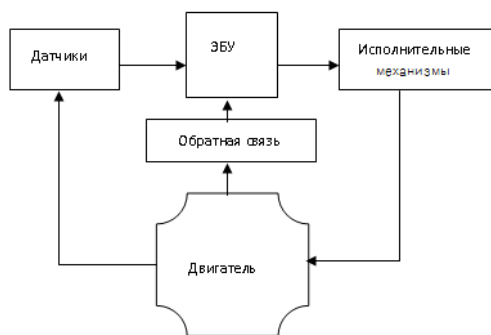 Датчики
ЭБУ
Исполнительные
механизмы
Обратная связь
Двигатель